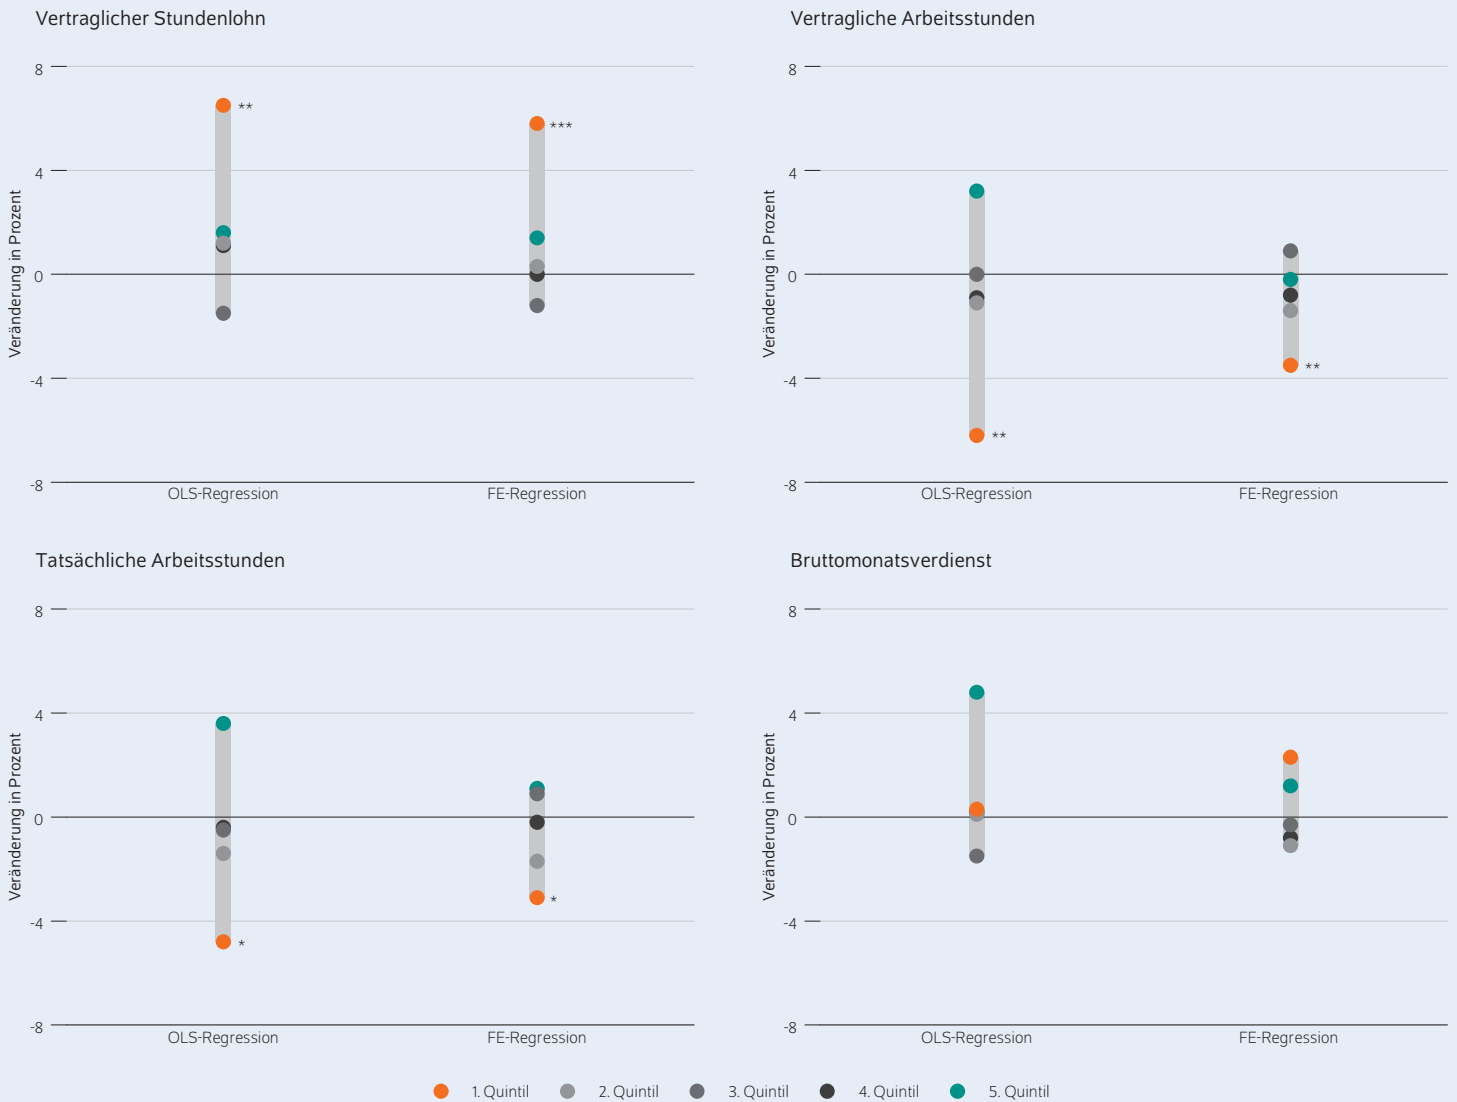 Vertraglicher Stundenlohn
Veränderung in Prozent
8
4
0
-4
-8
**
***
OLS-Regression
FE-Regression
Vertragliche Arbeitsstunden
Veränderung in Prozent
8
4
0
-4
-8
**
**
OLS-Regression
FE-Regression
Tatsächliche Arbeitsstunden
Veränderung in Prozent
8
4
0
-4
-8
*
*
OLS-Regression
FE-Regression
Bruttomonatsverdienst
Veränderung in Prozent
8
4
0
-4
-8
OLS-Regression
FE-Regression
1. Quintil
2. Quintil
3. Quintil
4. Quintil
5. Quintil